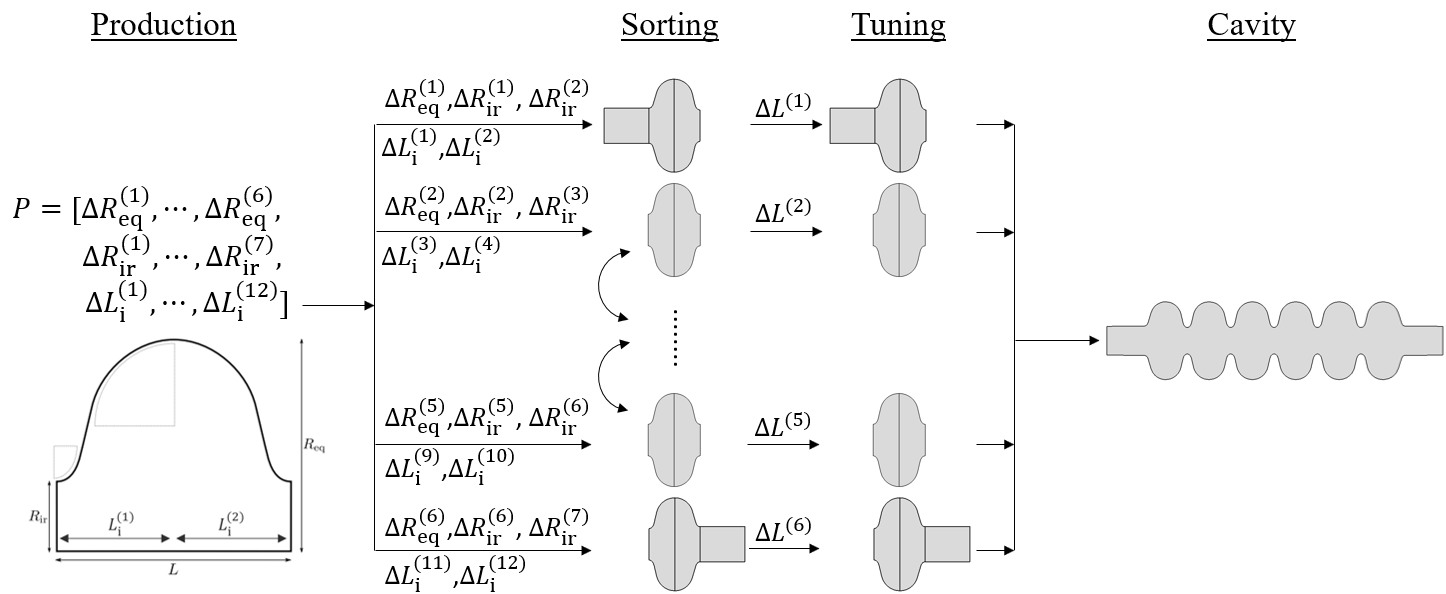 Production Sorting Tuning Cavity
ΔR_eq^(1),ΔR_ir^(1), ΔR_ir^(2)
ΔL_i^(1),ΔL_i^(2)
ΔL^(1)
P = [ΔR_eq^(1),⋯, ΔR_eq^(6),
ΔR_ir^(1),⋯, ΔR_ir^(7),
ΔL_i^(1),⋯, ΔL_i^(12)]
ΔR_eq^(2),ΔR_ir^(2), ΔR_ir^(3)
ΔL_i^(3),ΔL_i^(4)
ΔL^(2)
ΔR_eq^(5),ΔR_ir^(5), ΔR_ir^(6)
ΔL_i^(9),ΔL_i^(10)
ΔL^(5)
ΔR_eq^(6),ΔR_ir^(6), ΔR_ir^(7)
ΔL_i^(11),ΔL_i^(12)
ΔL^(6)
R_eq
R_ir
L_i^(1) L_i^(2)
L